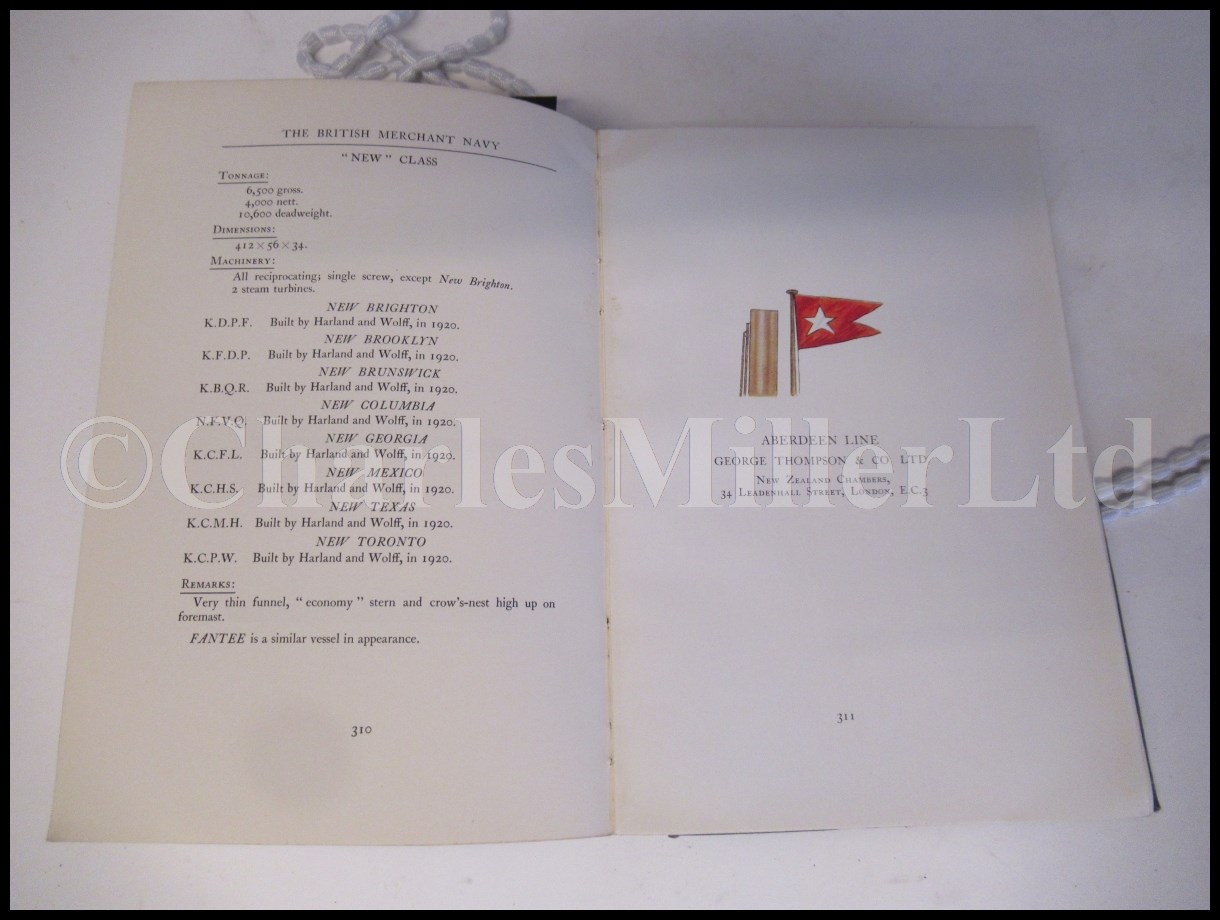 THE BRITISH MERCHANT NAVY
"NEW" CLASS
TONNAGE:
6,500 gross.
4,000 nett.
10,600 deadweight.
DIMENSIONS:
412 × 56 × 34.
MACHINERY:
All reciprocating; single screw, except New Brighton.
2 steam turbines.
NEW BRIGHTON
K.D.P.F. Built by Harland and Wolff, in 1920.
NEW BROOKLYN
K.F.D.P. Built by Harland and Wolff, in 1920.
NEW BRUNSWICK
K.B.Q.R. Built by Harland and Wolff, in 1920.
NEW COLUMBIA
N.F.V.Q. Built by Harland and Wolff, in 1920.
NEW GEORGIA
K.C.F.L. Built by Harland and Wolff, in 1920.
NEW MEXICO
K.C.H.S. Built by Harland and Wolff, in 1920.
NEW TEXAS
K.C.M.H. Built by Harland and Wolff, in 1920.
NEW TORONTO
K.C.P.W. Built by Harland and Wolff, in 1920.
REMARKS:
Very thin funnel, "economy" stern and crow's-nest high up on
foremast.
FANTEE is a similar vessel in appearance.
310
ABERDEEN LINE
GEORGE THOMPSON & CO. LTD.
NEW ZEALAND CHAMBERS,
34 LEADENHALL STREET, LONDON, E.C.3
311
©CharlesMillerLtd